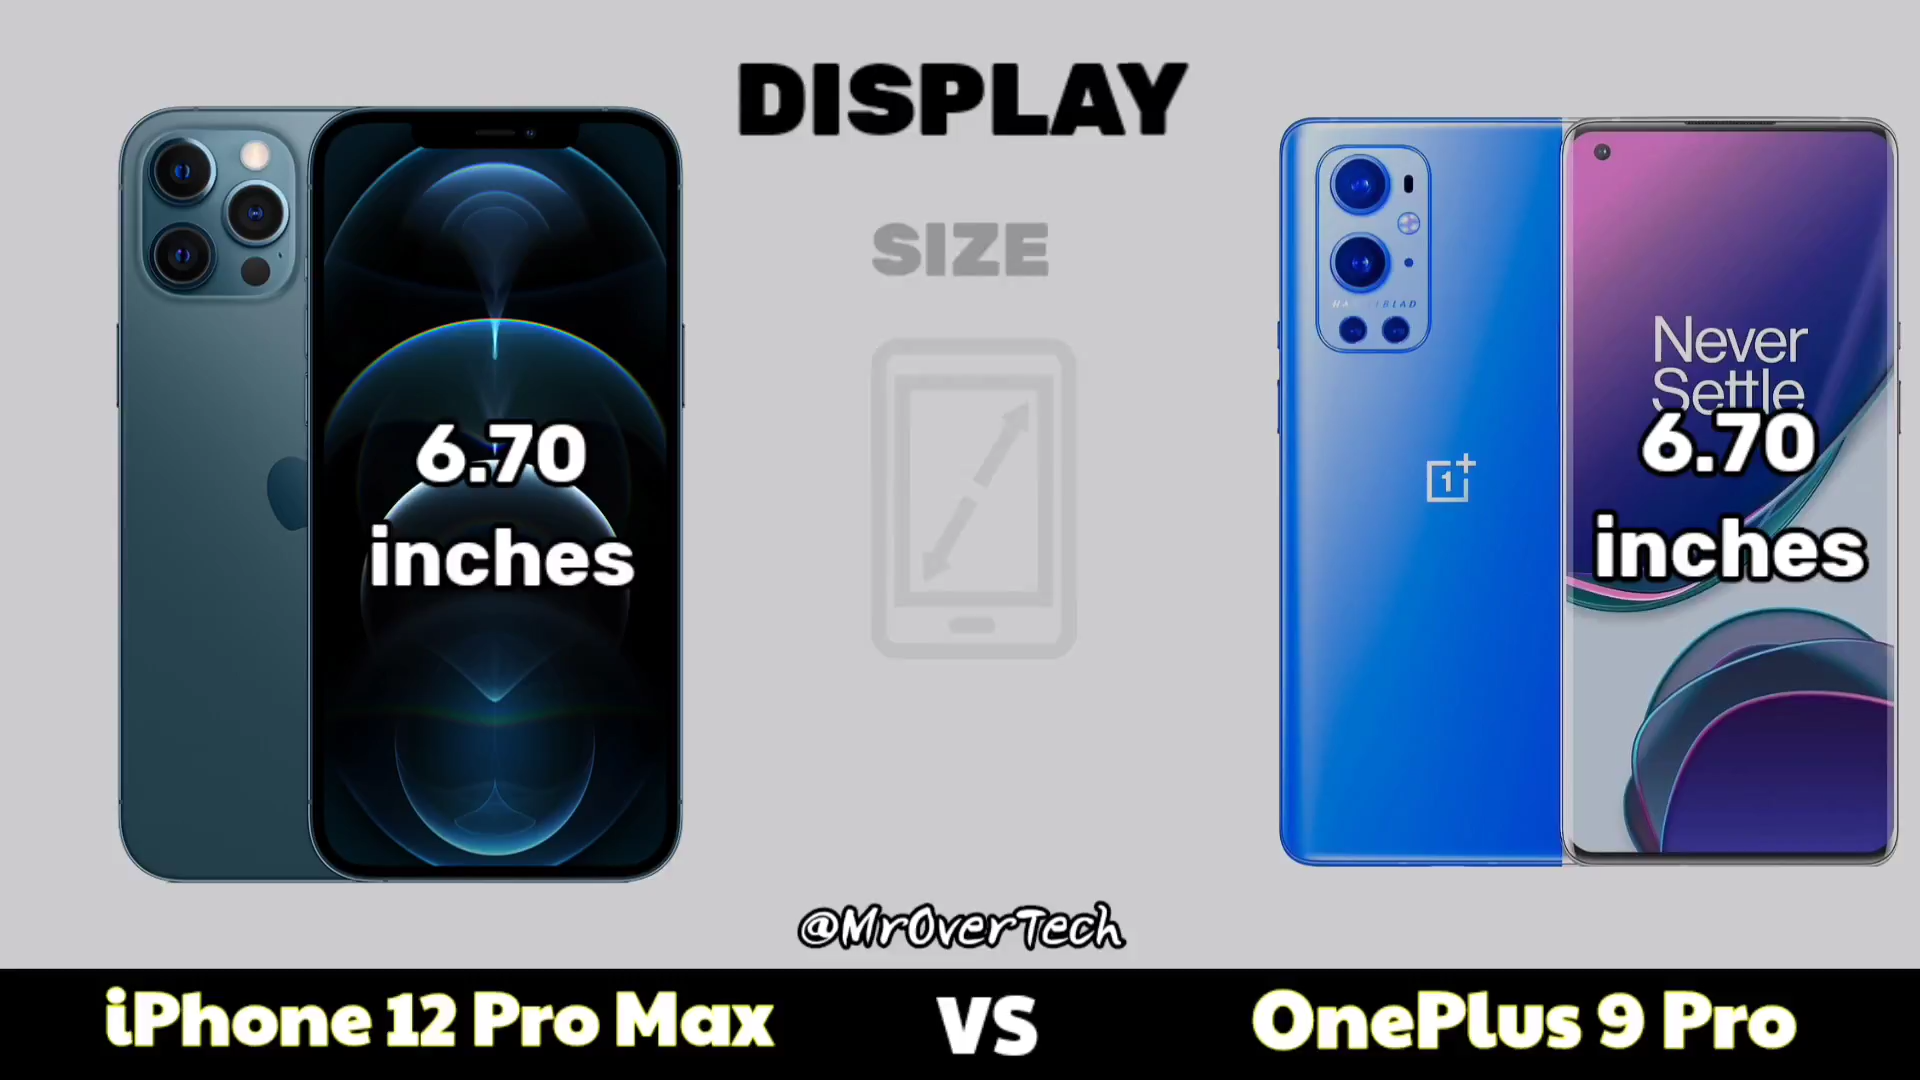 DISPLAY
SIZE
HASSELBLAD
Never
Settle
6.70
inches
6.70
inches
@MrOverTech
iPhone 12 Pro Max
VS
OnePlus 9 Pro